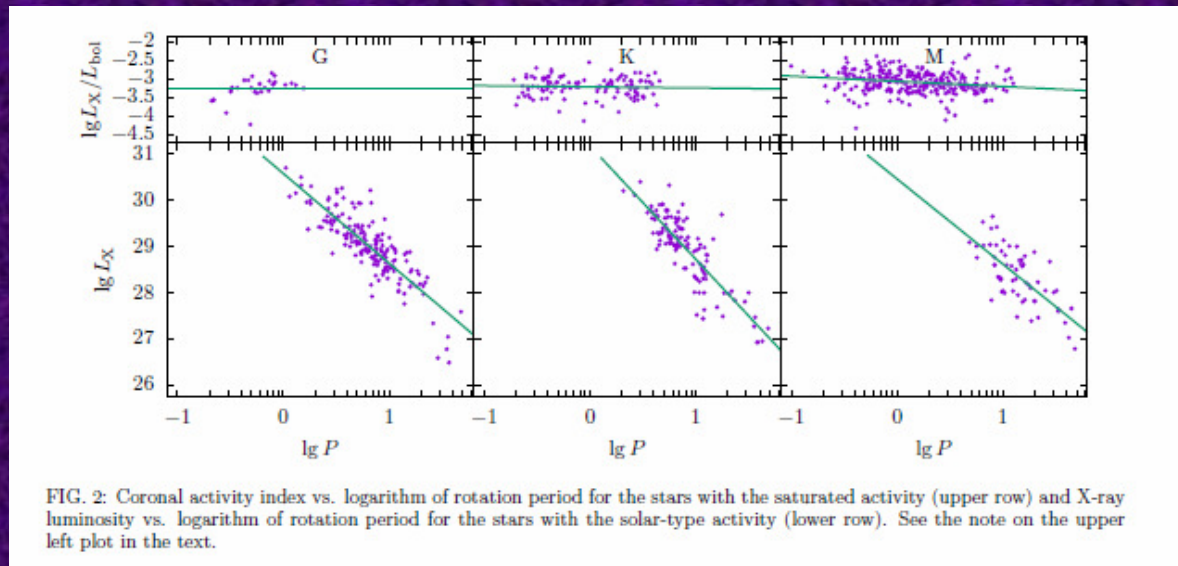 −2
−2.5
−3
−3.5
−4
−4.5
lg L_X/L_bol
G
K
M
31
30
29
28
27
26
lg L_X
−1 0 1 −1 0 1 −1 0 1
lg P lg P lg P
FIG. 2: Coronal activity index vs. logarithm of rotation period for the stars with the saturated activity (upper row) and X-ray
luminosity vs. logarithm of rotation period for the stars with the solar-type activity (lower row). See the note on the upper
left plot in the text.